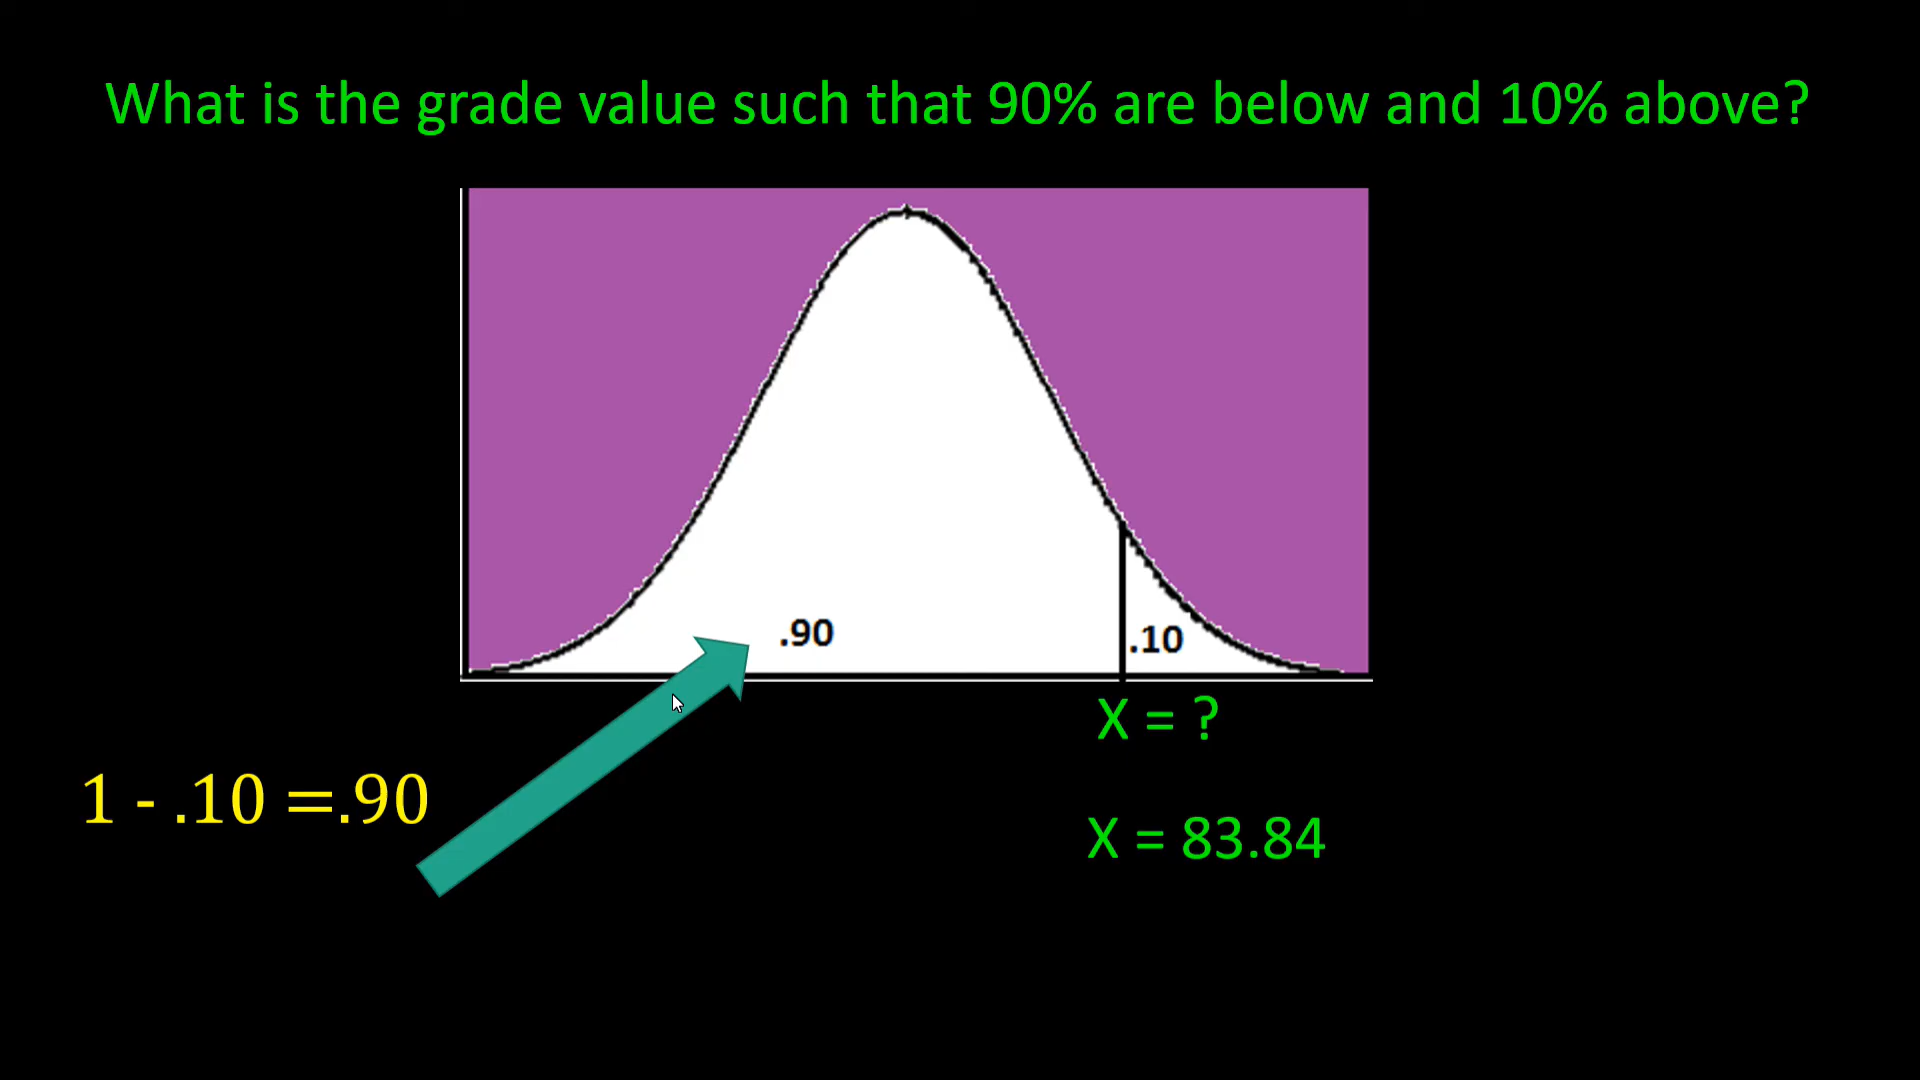 What is the grade value such that 90% are below and 10% above?
.90
.10
X = ?
1 - .10 =.90
X = 83.84